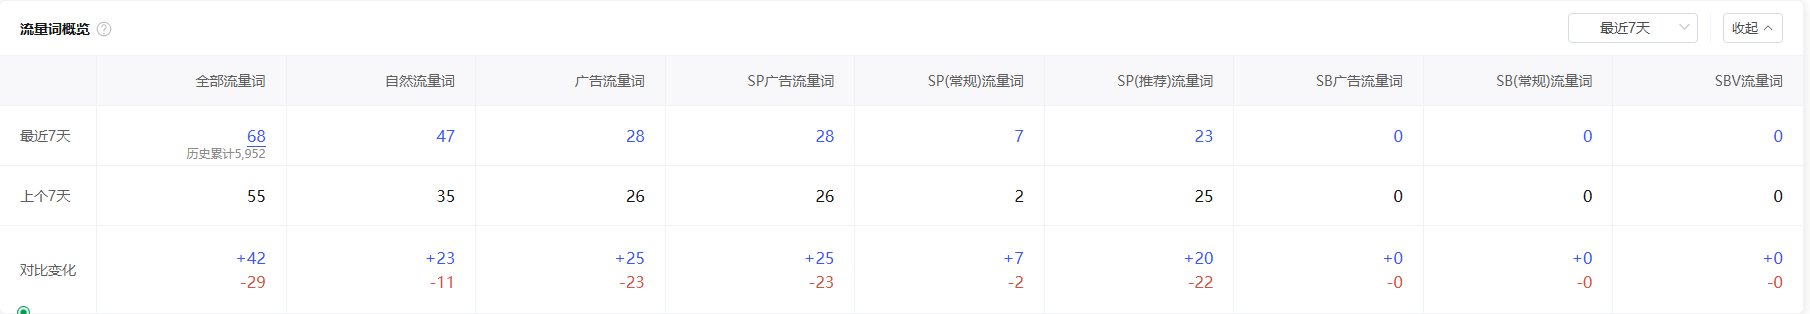 流量词概览 ? 最近7天 收起
全部流量词 自然流量词 广告流量词 SP广告流量词 SP(常规)流量词 SP(推荐)流量词 SB广告流量词 SB(常规)流量词 SBV流量词
最近7天 68 47 28 28 7 23 0 0 0
历史累计5,952
上个7天 55 35 26 26 2 25 0 0 0
对比变化 +42 +23 +25 +25 +7 +20 +0 +0 +0
-29 -11 -23 -23 -2 -22 -0 -0 -0